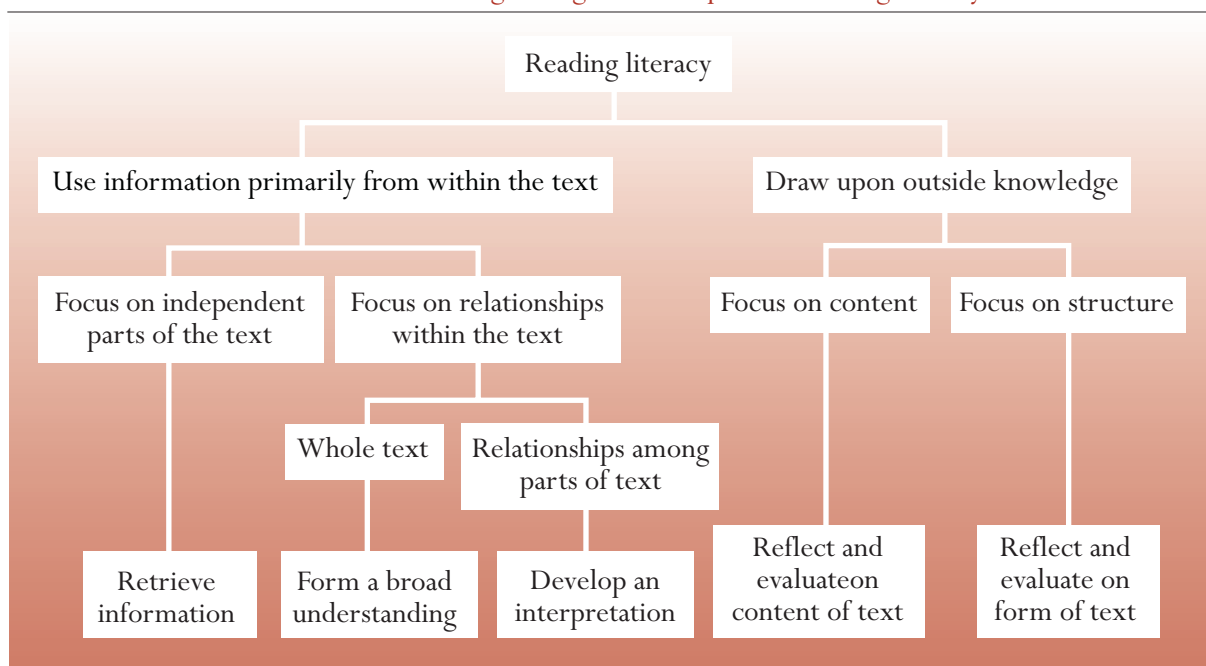 Reading literacy
Use information primarily from within the text
Draw upon outside knowledge
Focus on independent
parts of the text
Focus on relationships
within the text
Focus on content
Focus on structure
Whole text
Relationships among
parts of text
Retrieve
information
Form a broad
understanding
Develop an
interpretation
Reflect and
evaluateon
content of text
Reflect and
evaluate on
form of text